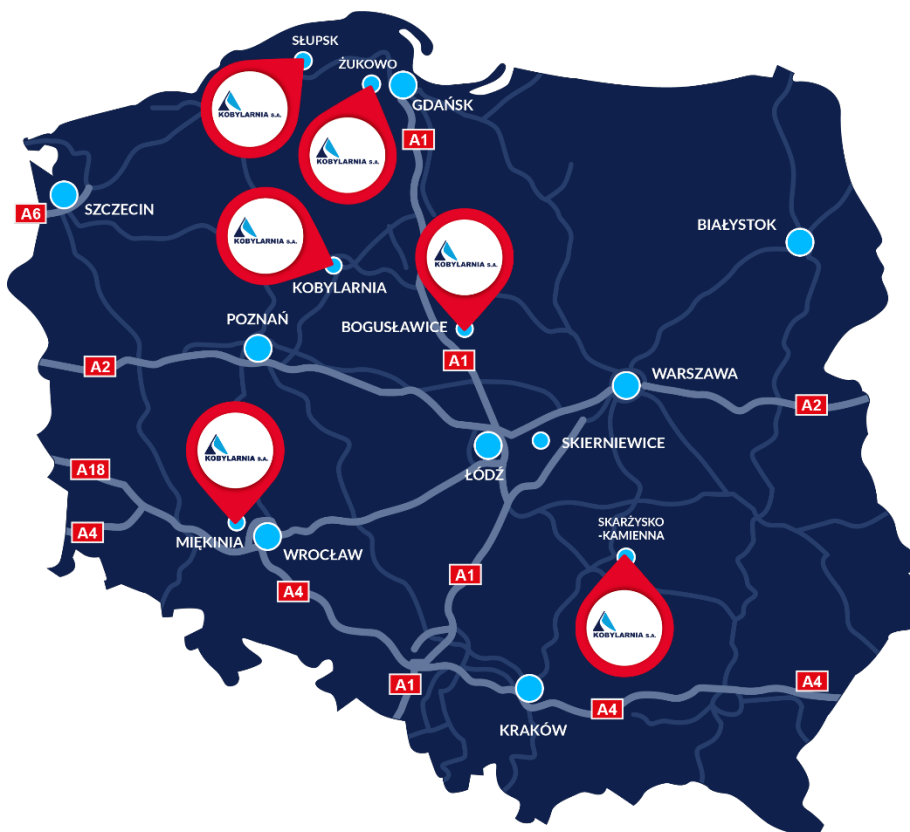 SŁUPSK
ŻUKOWO
KOBYLARNIA S.A.
GDAŃSK
A1
KOBYLARNIA S.A.
SZCZECIN
A6
BIAŁYSTOK
KOBYLARNIA S.A.
KOBYLARNIA S.A.
KOBYLARNIA
POZNAŃ
BOGUSŁAWICE
A1
A2
WARSZAWA
A2
KOBYLARNIA S.A.
SKIERNIEWICE
ŁÓDŹ
A18
A4
MIĘKINIA
WROCŁAW
SKARŻYSKO
-KAMIENNA
A1
A4
KOBYLARNIA S.A.
A1
A4
A4
KRAKÓW